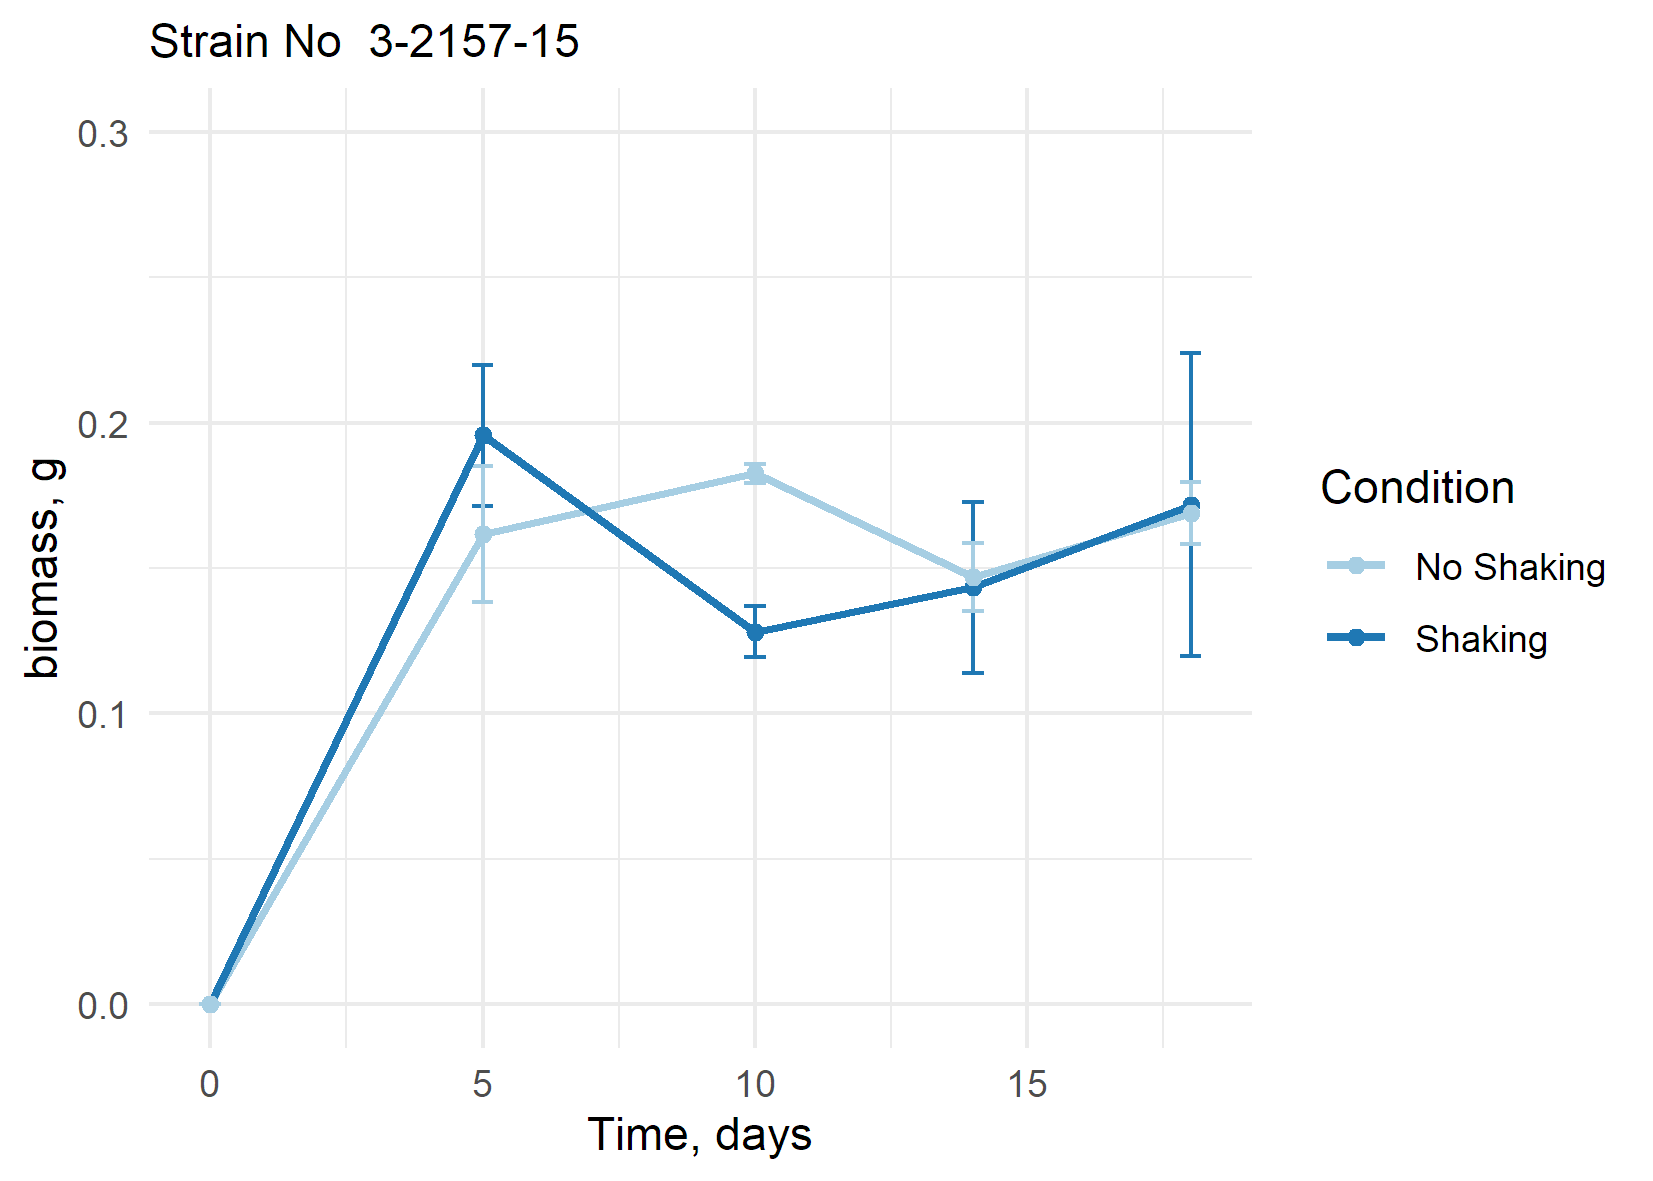 Strain No  3-2157-15
0.3
0.2
0.1
0.0
biomass, g
0 5 10 15
Time, days
Condition
No Shaking
Shaking